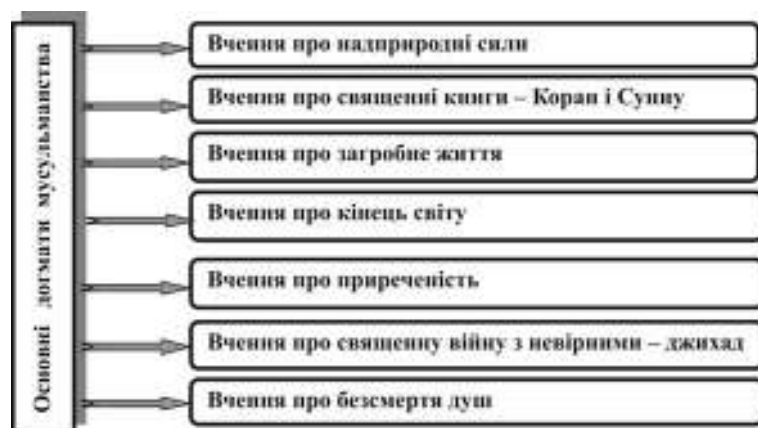 Основні догмати мусульманства
Вчення про надприродні сили
Вчення про священні книги – Коран і Сунну
Вчення про загробне життя
Вчення про кінець світу
Вчення про приреченість
Вчення про священну війну з невірними – джихад
Вчення про безсмертя душ